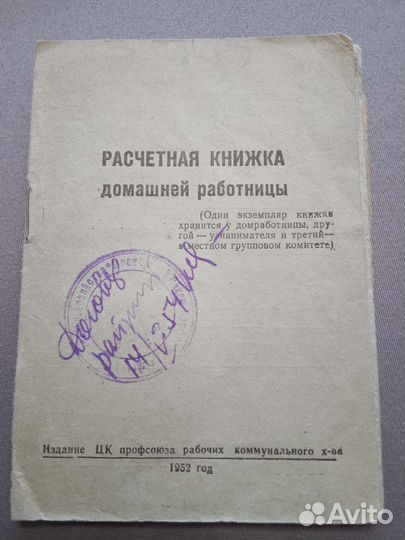 РАСЧЕТНАЯ КНИЖКА
домашней работницы
(Один экземпляр книжки
хранится у домработницы, дру-
гой — у нанимателя и третий—
в местном групповом комитете)
Договор
Издание ЦК профсоюза рабочих коммунального х-ва
1952 год
Avito